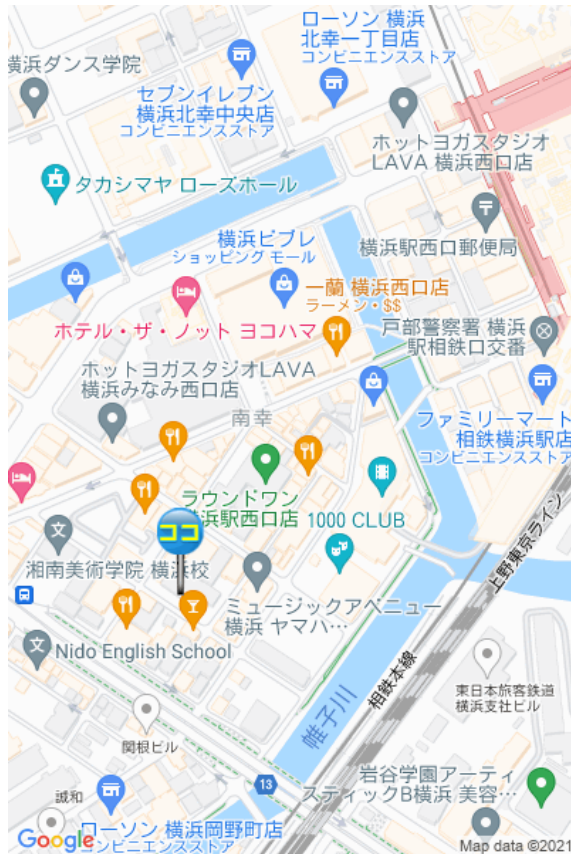 ローソン 横浜
北幸一丁目店
コンビニエンスストア
横浜ダンス学院
セブンイレブン
横浜北幸中央店
コンビニエンスストア
ホットヨガスタジオ
LAVA 横浜西口店
タカシマヤ ローズホール
横浜駅西口郵便局
横浜ビブレ
ショッピング モール
一蘭 横浜西口店
ラーメン・$$
ホテル・ザ・ノット ヨコハマ
戸部警察署 横浜
駅相鉄口交番
ホットヨガスタジオLAVA
横浜みなみ西口店
南幸
ファミリーマート
相鉄横浜駅店
コンビニエンスストア
ラウンドワン
浜駅西口店
1000 CLUB
ココ
上野東京ライン
湘南美術学院 横浜校
ミュージックアベニュー
横浜 ヤマハ…
Nido English School
相鉄本線
東日本旅客鉄道
横浜支社ビル
帷子川
関根ビル
13
岩谷学園アーティ
スティックB横浜 美容…
誠和
ローソン 横浜岡野町店
Google
Map data ©2021